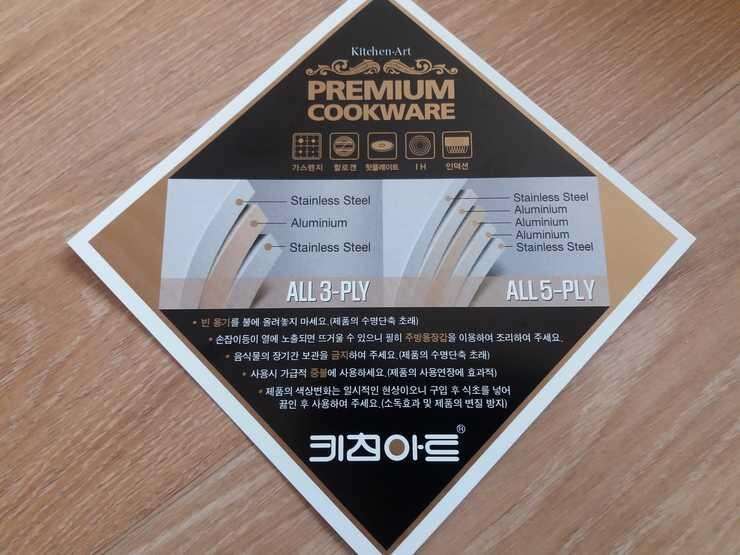 Kitchen-Art
PREMIUM
COOKWARE
가스렌지 할로겐 핫플레이트 IH 인덕션
Stainless Steel
Aluminium
Stainless Steel
ALL 3-PLY
Stainless Steel
Aluminium
Aluminium
Aluminium
Stainless Steel
ALL 5-PLY
• 빈 용기를 불에 올려놓지 마세요.(제품의 수명단축 초래)
• 손잡이등이 열에 노출되면 뜨거울 수 있으니 필히 주방용장갑을 이용하여 조리하여 주세요.
• 음식물의 장기간 보관을 금지하여 주세요.(제품의 수명단축 초래)
• 사용시 가급적 중불에 사용하세요.(제품의 사용연장에 효과적)
• 제품의 색상변화는 일시적인 현상이오니 구입 후 식초를 넣어
끓인 후 사용하여 주세요.(소독효과 및 제품의 변질 방지)
키친아트®